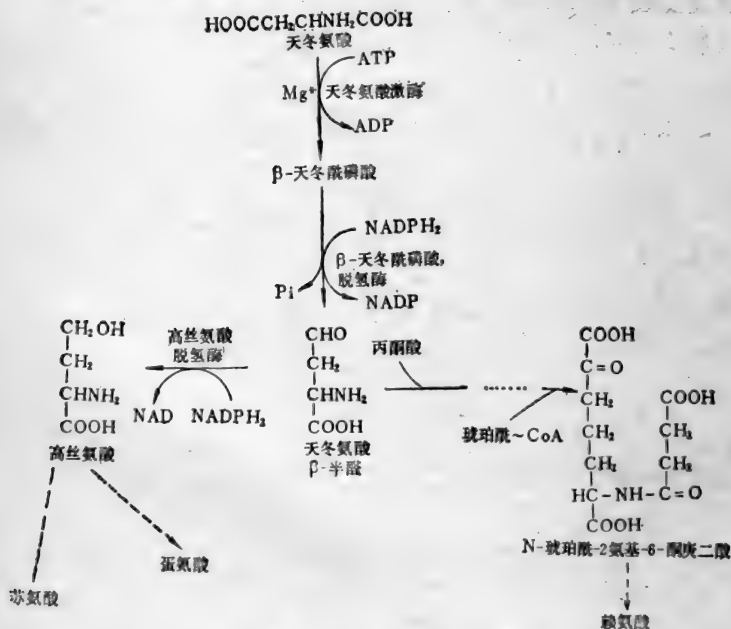 HOOCCH₂CHNH₂COOH
天冬氨酸
ATP
Mg⁺ 天冬氨酸激酶
ADP
β-天冬酰磷酸
NADPH₂
β-天冬酰磷酸,
脱氢酶
Pi
NADP
CH₂OH
CH₂
CHNH₂
COOH
高丝氨酸
高丝氨酸
脱氢酶
NAD NADPH₂
CHO
CH₂
CHNH₂
COOH
天冬氨酸
β-半醛
丙酮酸
······
琥珀酰~CoA
COOH
C=O
CH₂
CH₂
CH₂
HC-NH-C=O
COOH
COOH
CH₂
CH₂
N-琥珀酰-2氨基-6-酮庚二酸
苏氨酸
蛋氨酸
赖氨酸